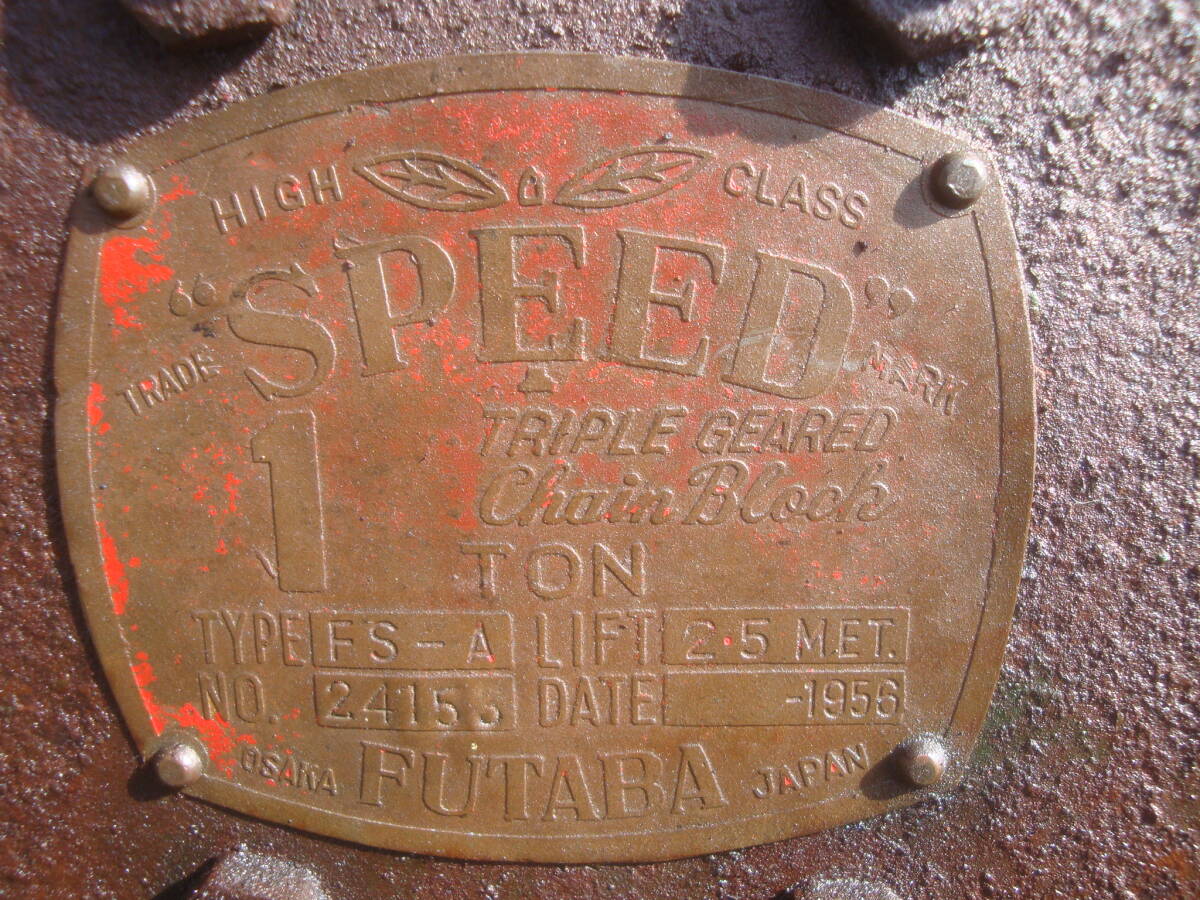 HIGH CLASS
"SPEED"
TRADE MARK
TRIPLE GEARED
Chain Block
1 TON
TYPE FS-A LIFT 2.5 MET.
NO. DATE -1956
OSAKA FUTABA JAPAN